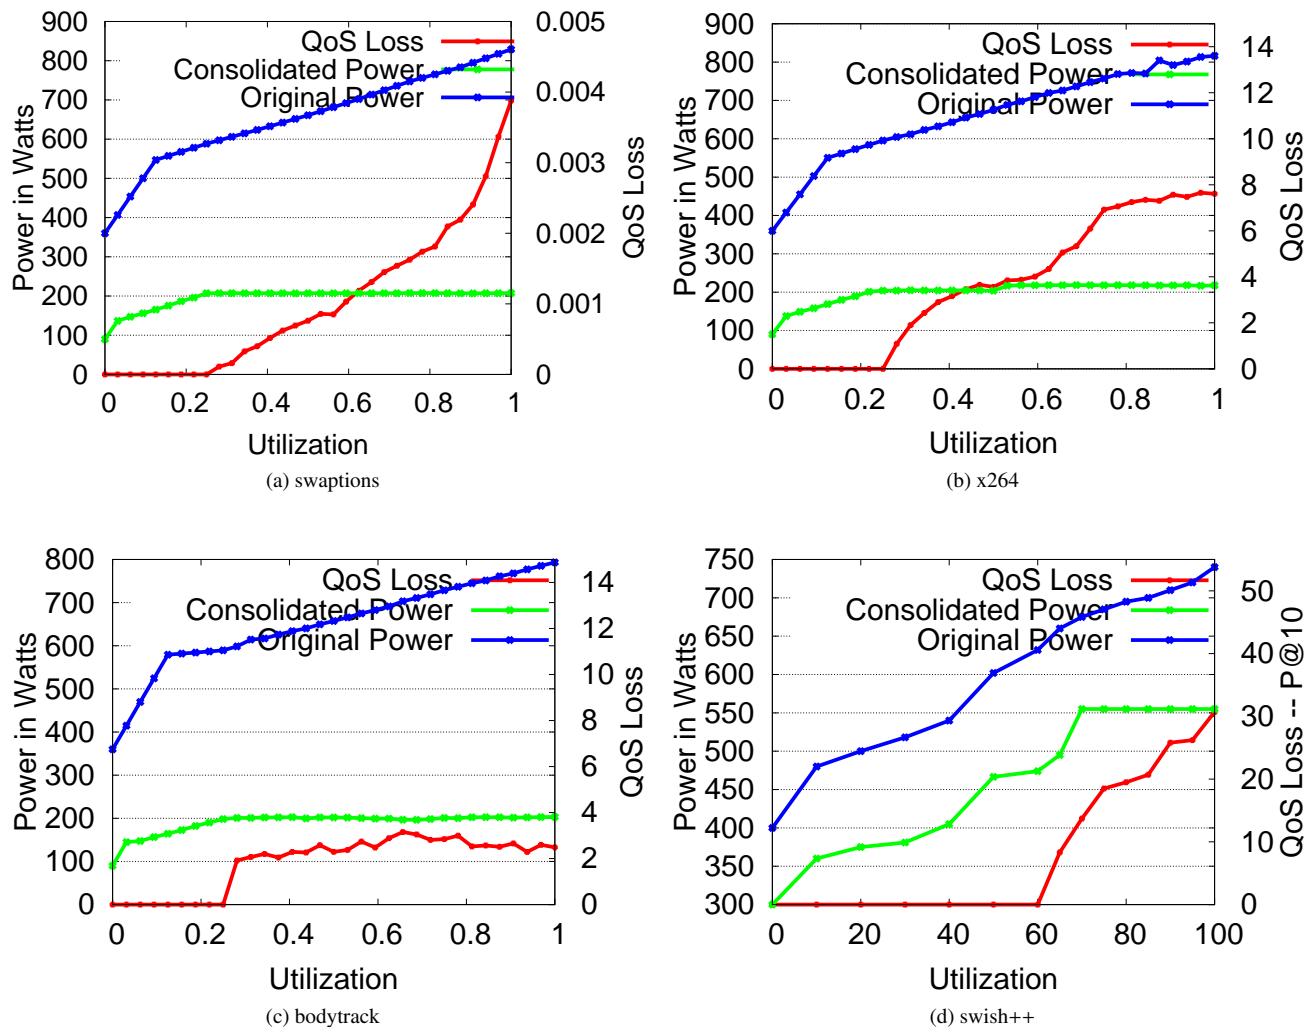 900
800
700
600
500
400
300
200
100
0
Power in Watts
QoS Loss
Consolidated Power
Original Power
0.005
0.004
0.003
0.002
0.001
0
QoS Loss
0 0.2 0.4 0.6 0.8 1
Utilization
(a) swaptions
900
800
700
600
500
400
300
200
100
0
Power in Watts
QoS Loss
Consolidated Power
Original Power
14
12
10
8
6
4
2
0
QoS Loss
0 0.2 0.4 0.6 0.8 1
Utilization
(b) x264
800
700
600
500
400
300
200
100
0
Power in Watts
QoS Loss
Consolidated Power
Original Power
14
12
10
8
6
4
2
0
QoS Loss
0 0.2 0.4 0.6 0.8 1
Utilization
(c) bodytrack
750
700
650
600
550
500
450
400
350
300
Power in Watts
QoS Loss
Consolidated Power
Original Power
50
40
30
20
10
0
QoS Loss -- P@10
0 20 40 60 80 100
Utilization
(d) swish++